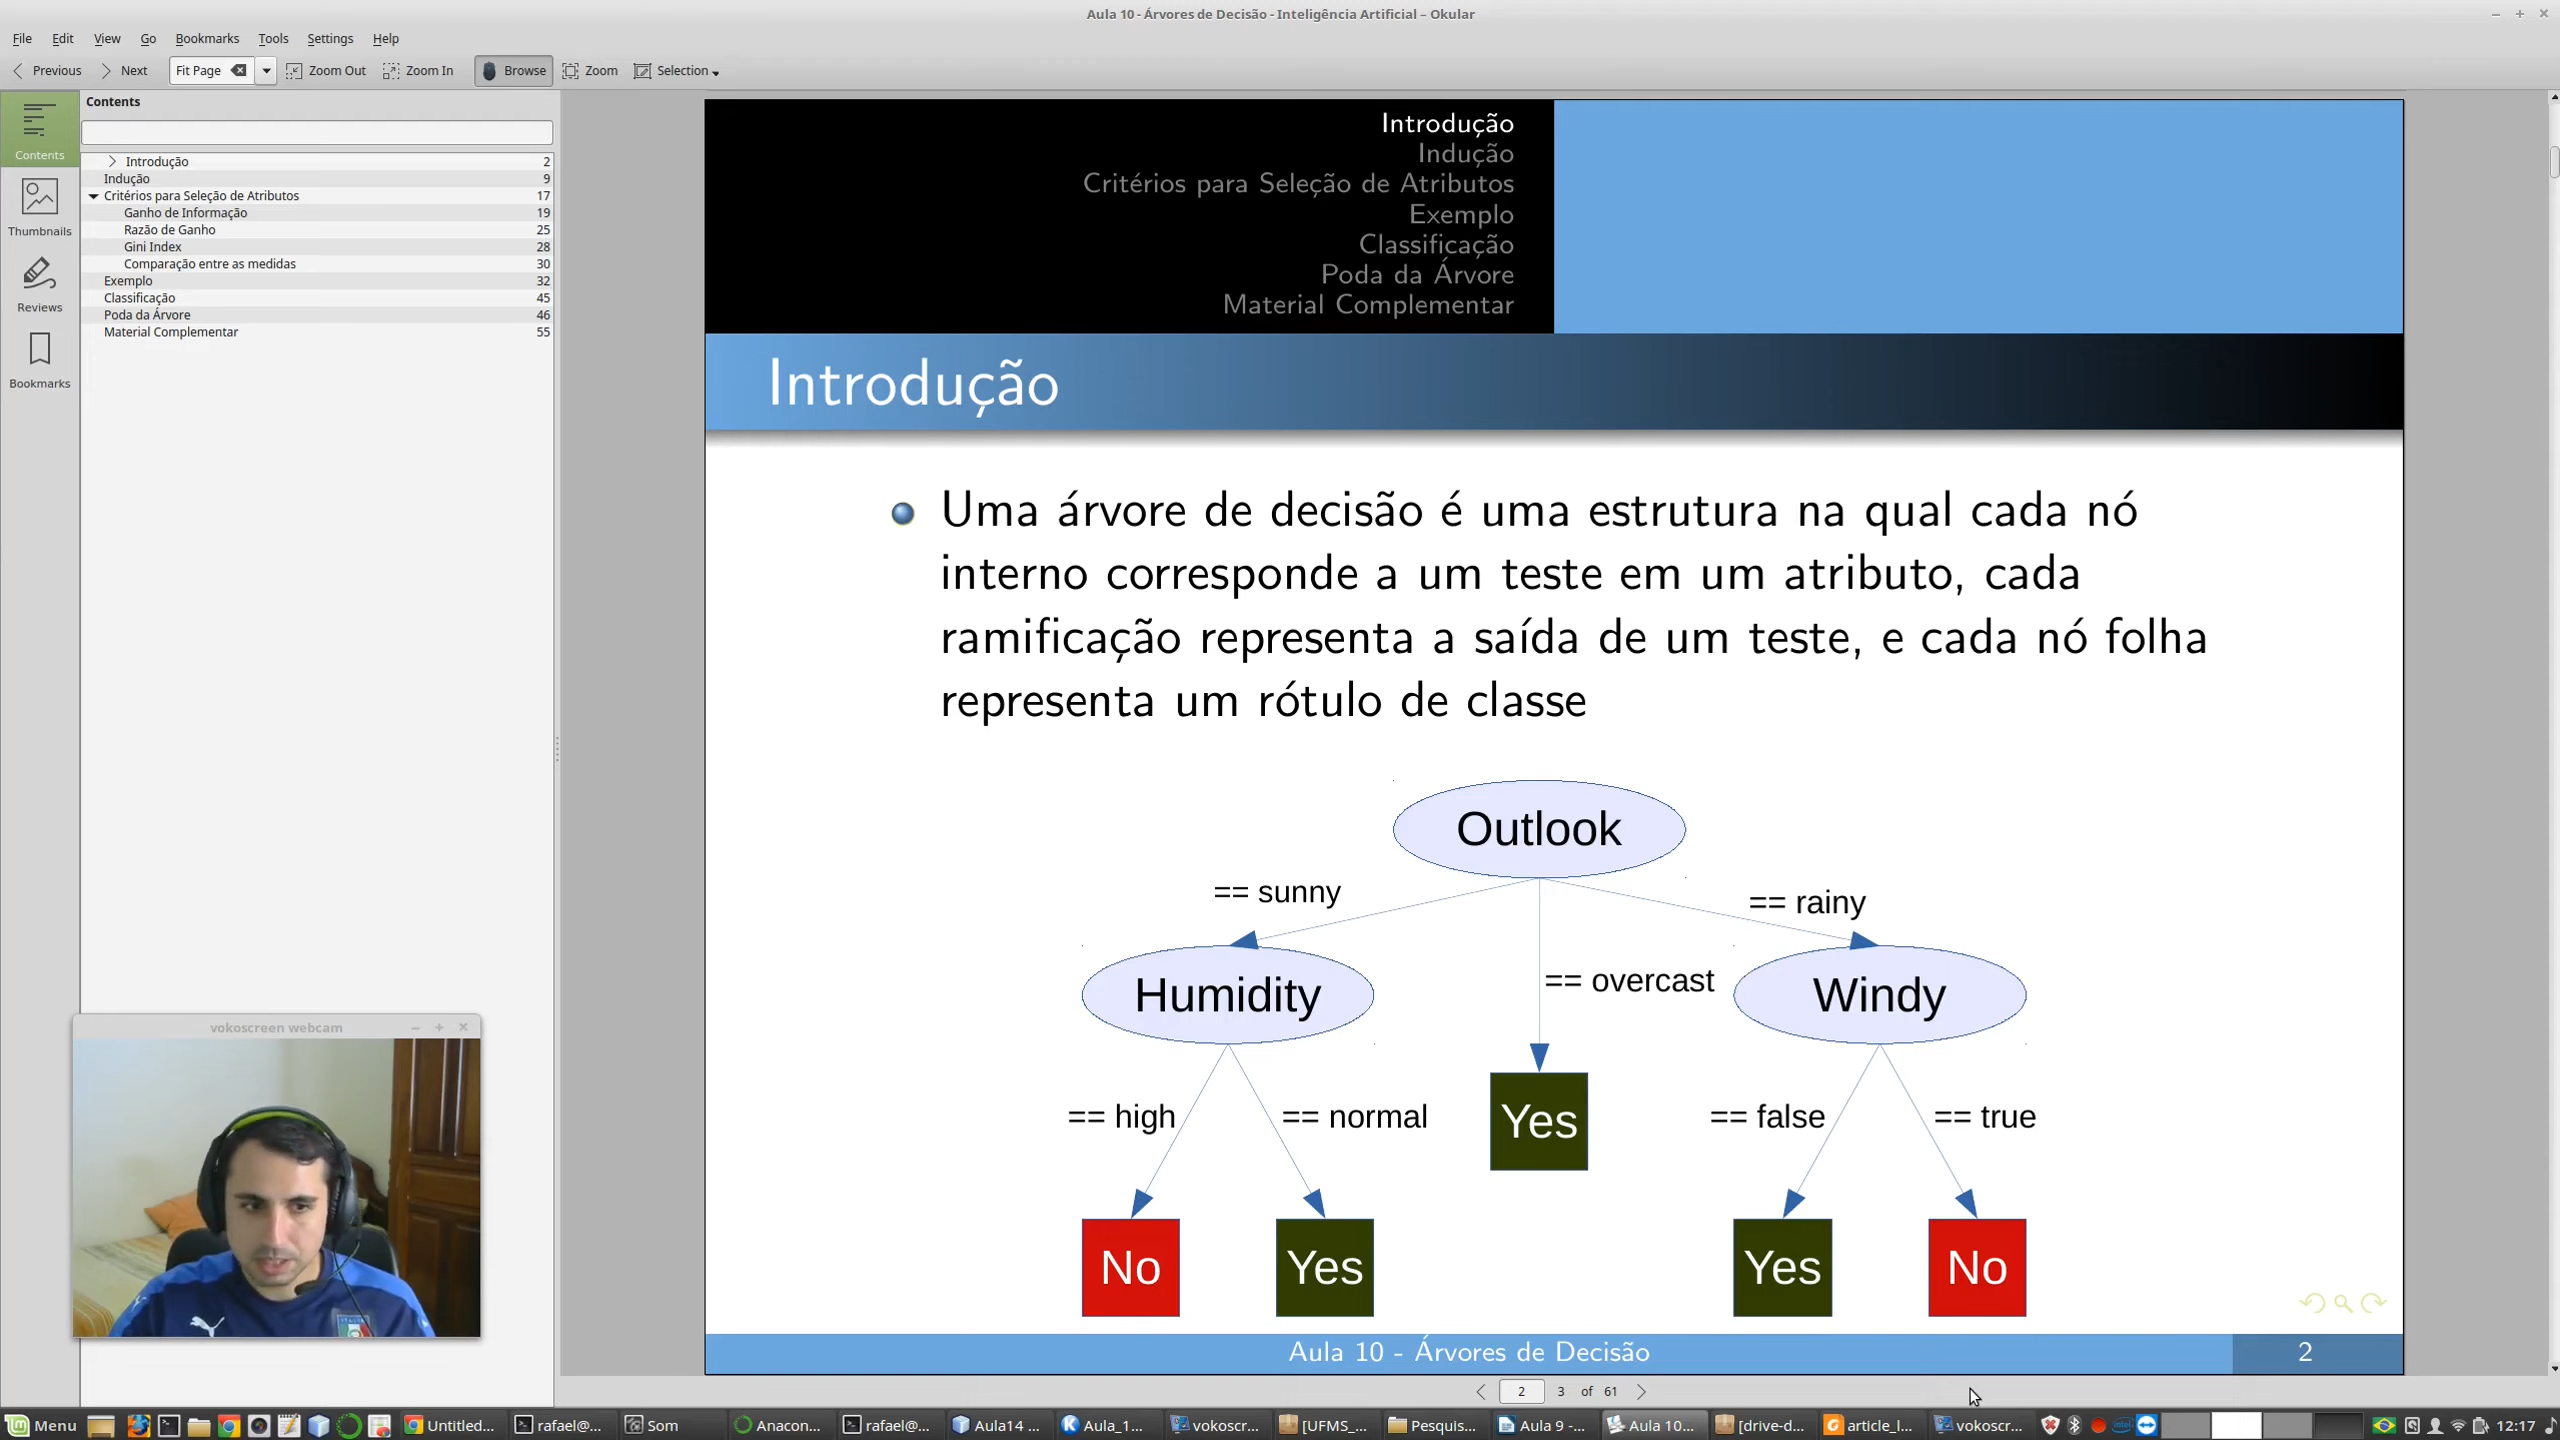 Aula 10 - Árvores de Decisão - Inteligência Artificial – Okular
File Edit View Go Bookmarks Tools Settings Help
Previous Next Fit Page Zoom Out Zoom In Browse Zoom Selection
Contents
Contents
Thumbnails
Reviews
Bookmarks
Introdução 2
Indução 9
Critérios para Seleção de Atributos 17
Ganho de Informação 19
Razão de Ganho 25
Gini Index 28
Comparação entre as medidas 30
Exemplo 32
Classificação 45
Poda da Árvore 46
Material Complementar 55
Introdução
Indução
Critérios para Seleção de Atributos
Exemplo
Classificação
Poda da Árvore
Material Complementar
Introdução
Uma árvore de decisão é uma estrutura na qual cada nó
interno corresponde a um teste em um atributo, cada
ramificação representa a saída de um teste, e cada nó folha
representa um rótulo de classe
Outlook
== sunny
== rainy
Humidity
== overcast
Windy
== high
== normal
Yes
== false
== true
No
Yes
Yes
No
Aula 10 - Árvores de Decisão
2
vokoscreen webcam
ITALIA
2 3 of 61
Menu Untitled... rafael@... Som Anacon... rafael@... Aula14 ... Aula_1... vokoscr... [UFMS_... Pesquis... Aula 9 -... Aula 10... [drive-d... article_l... vokoscr... 12:17